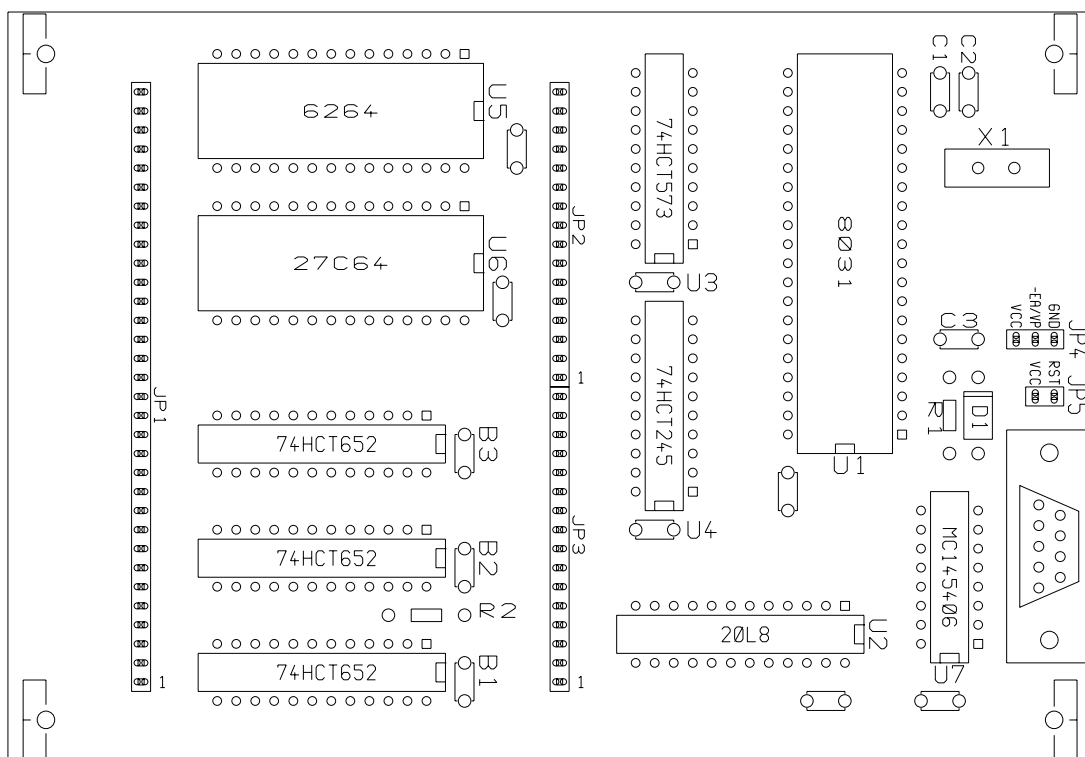 C1
C2
U5
6264
X1
74HCT573
JP2
8031
27C64
U6
U3
-EA/VP
VCC
GND
JP4
C3
74HCT245
VCC
RST
JP5
1
JP1
R1
D1
74HCT652
B3
U1
JP3
U4
74HCT652
B2
MC145406
R2
20L8
U2
74HCT652
B1
U7
1
1